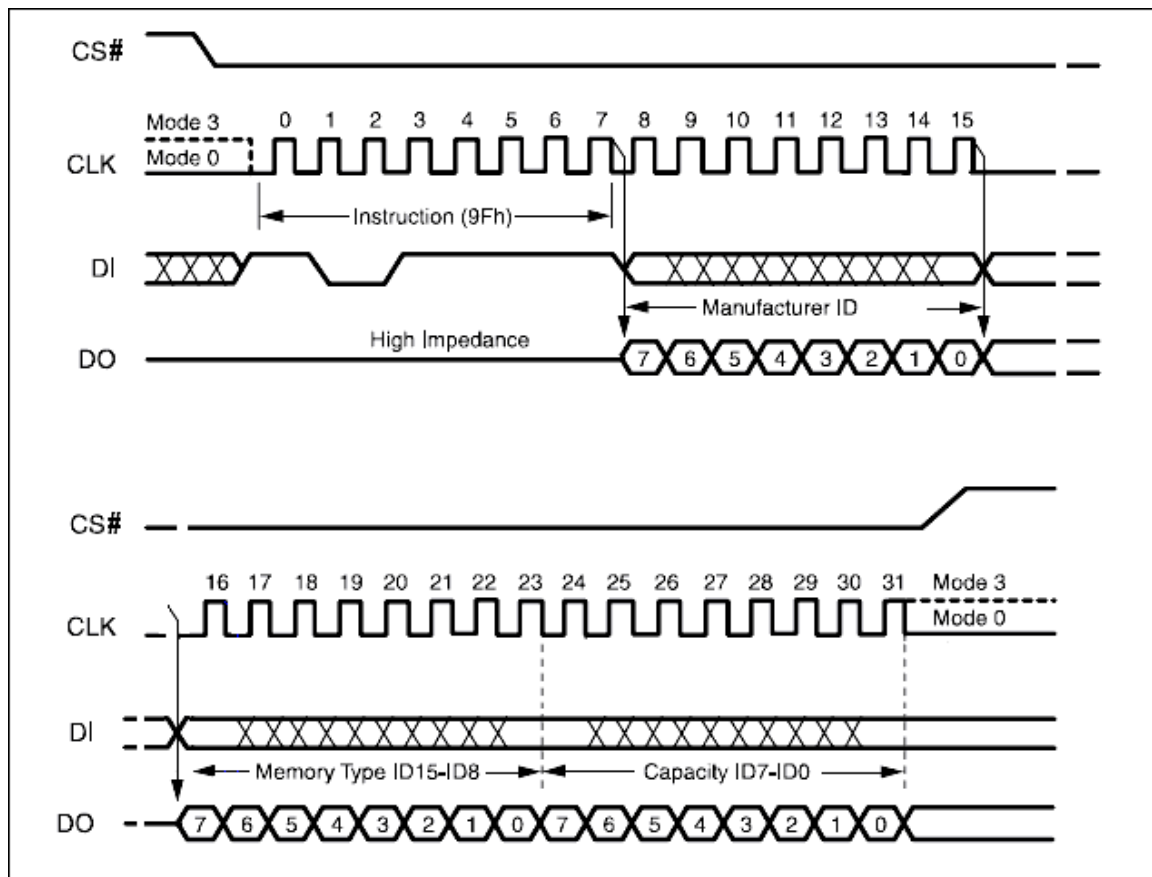 CS#
Mode 3
0 1 2 3 4 5 6 7 8 9 10 11 12 13 14 15
Mode 0
CLK
Instruction (9Fh)
DI
Manufacturer ID
High Impedance
DO
7 6 5 4 3 2 1 0
CS#
16 17 18 19 20 21 22 23 24 25 26 27 28 29 30 31
Mode 3
CLK
Mode 0
DI
Memory Type ID15-ID8
Capacity ID7-ID0
DO
7 6 5 4 3 2 1 0 7 6 5 4 3 2 1 0